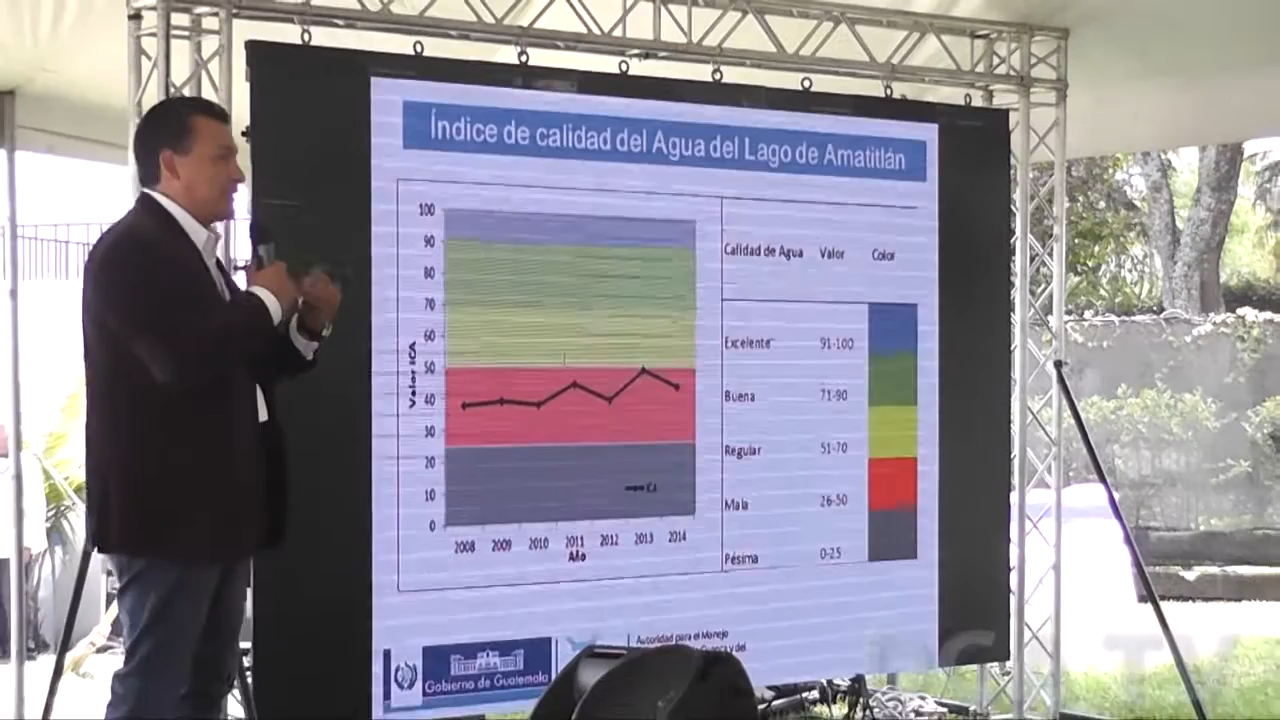 Índice de calidad del Agua del Lago de Amatitlán
100
90
80
70
60
50
40
30
20
10
0
Valor ICA
2008 2009 2010 2011 2012 2013 2014
Año
ICA
Calidad de Agua Valor Color
Excelente 91-100
Buena 71-90
Regular 51-70
Mala 26-50
Pésima 0-25
Gobierno de Guatemala
Autoridad para el Manejo
Cuenca y del